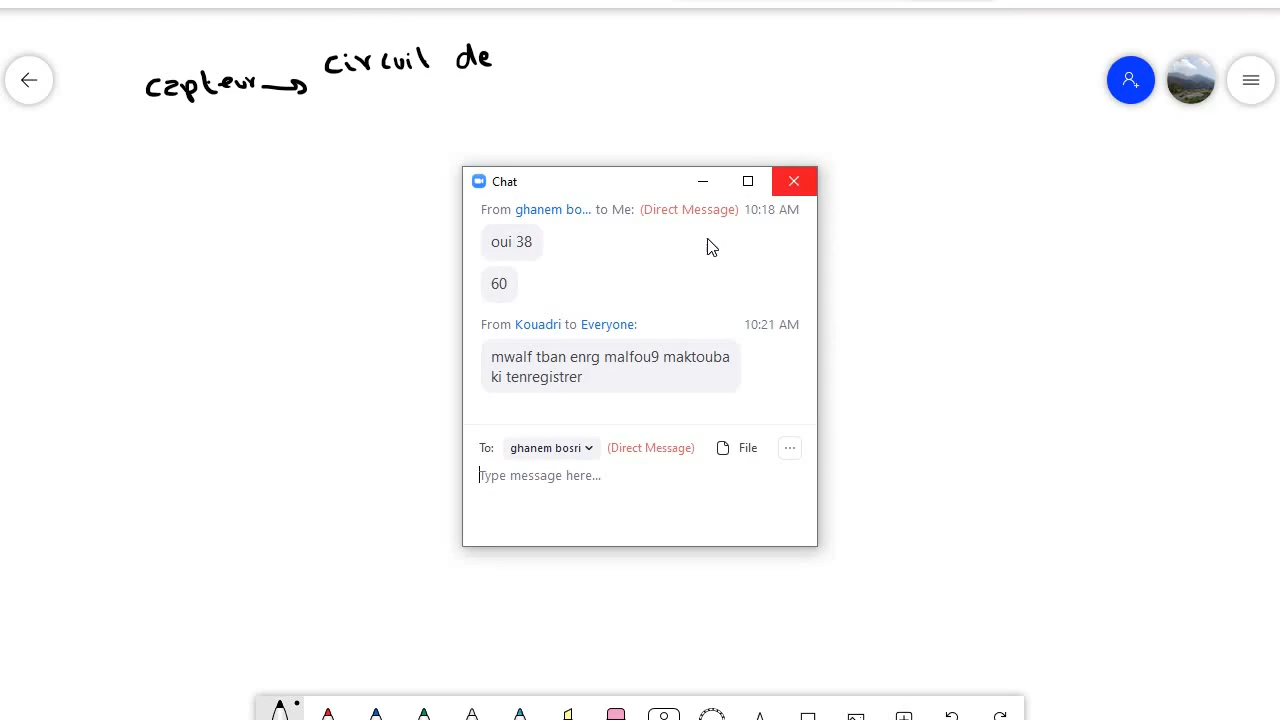 circuil de
capteur →
Chat
From ghanem bo... to Me: (Direct Message) 10:18 AM
oui 38
60
From Kouadri to Everyone: 10:21 AM
mwalf tban enrg malfou9 maktouba
ki tenregistrer
To: ghanem bosri (Direct Message) File
Type message here...